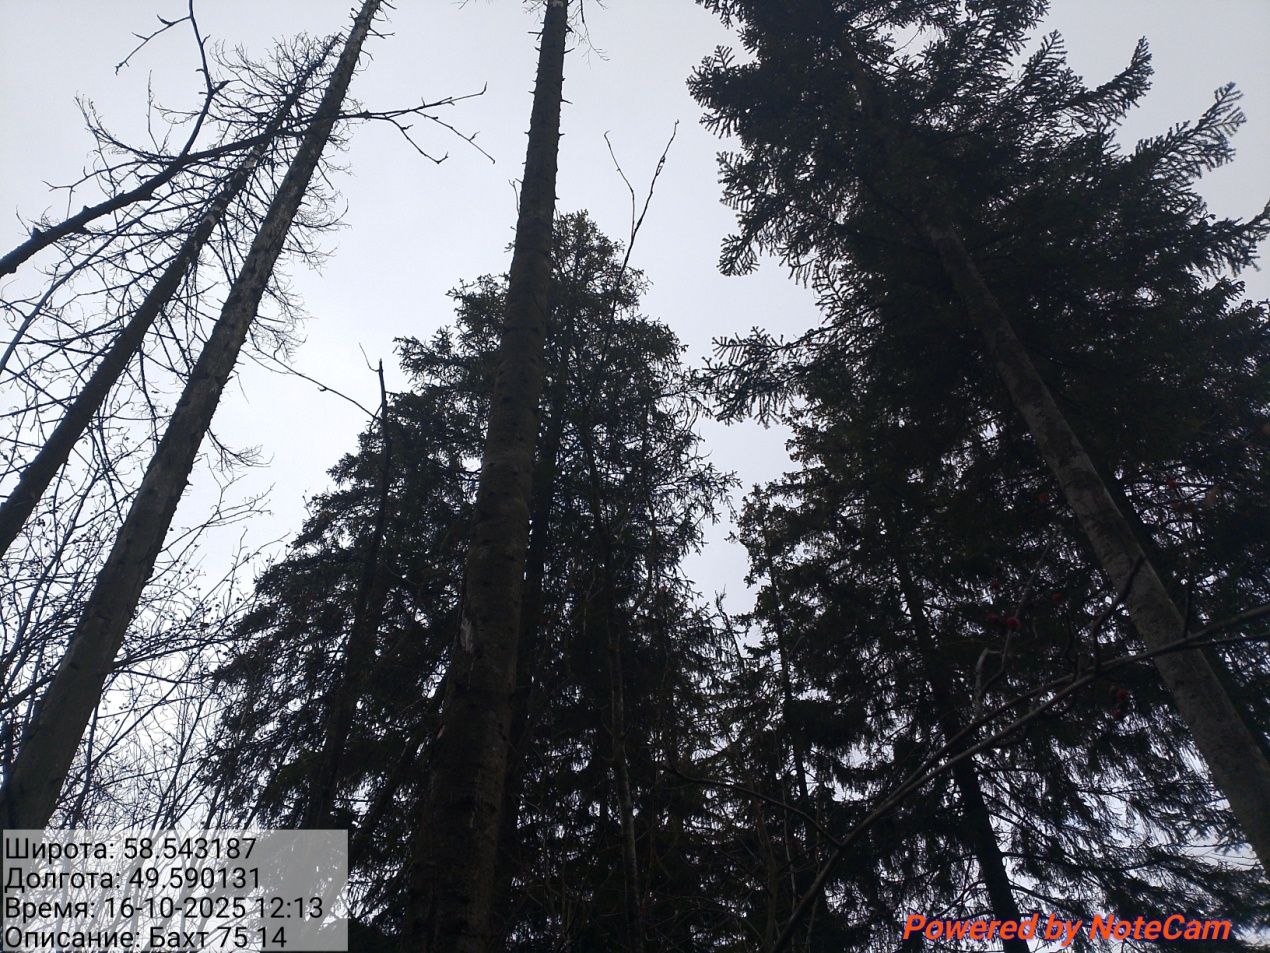 Широта: 58.543187
Долгота: 49.590131
Время: 16-10-2025 12:13
Описание: Бахт 75 14
Powered by NoteCam